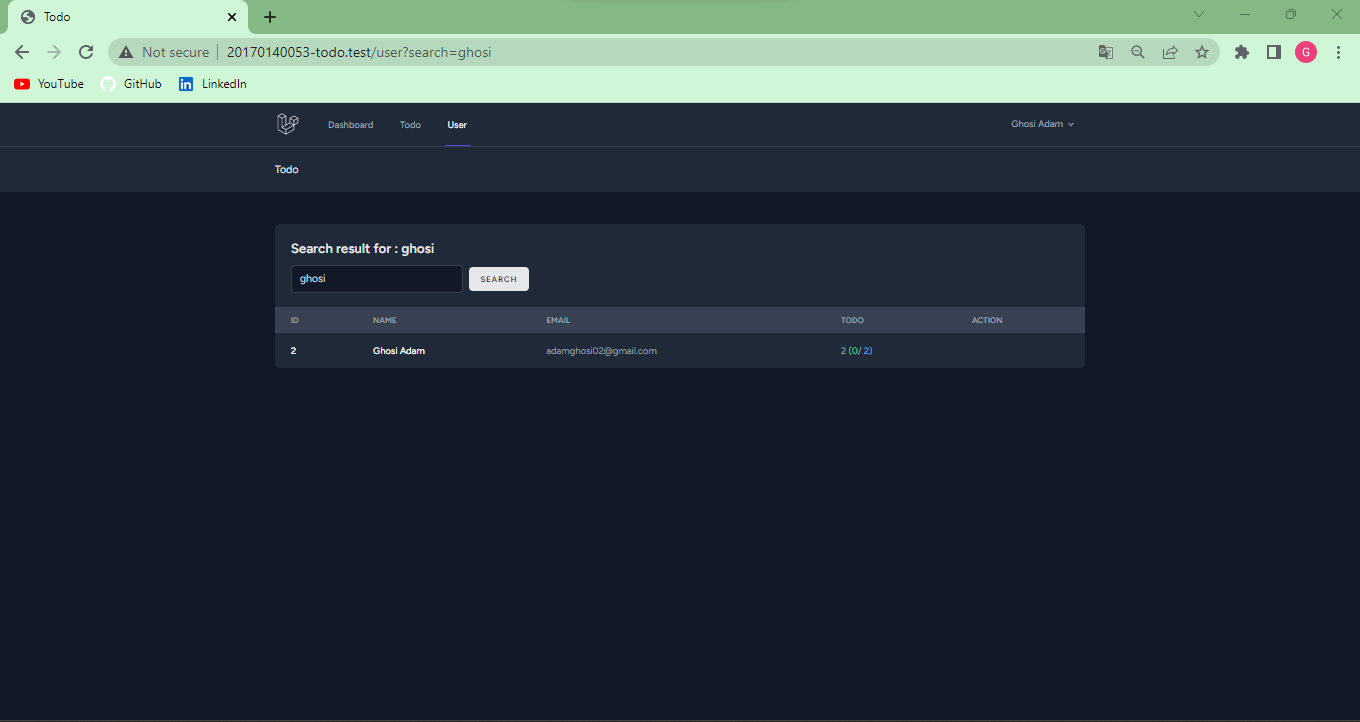 Todo
Not secure 20170140053-todo.test/user?search=ghosi
G
YouTube GitHub LinkedIn
Dashboard Todo User Ghosi Adam
Todo
Search result for : ghosi
ghosi SEARCH
ID NAME EMAIL TODO ACTION
2 Ghosi Adam adamghosi02@gmail.com 2 (0/ 2)